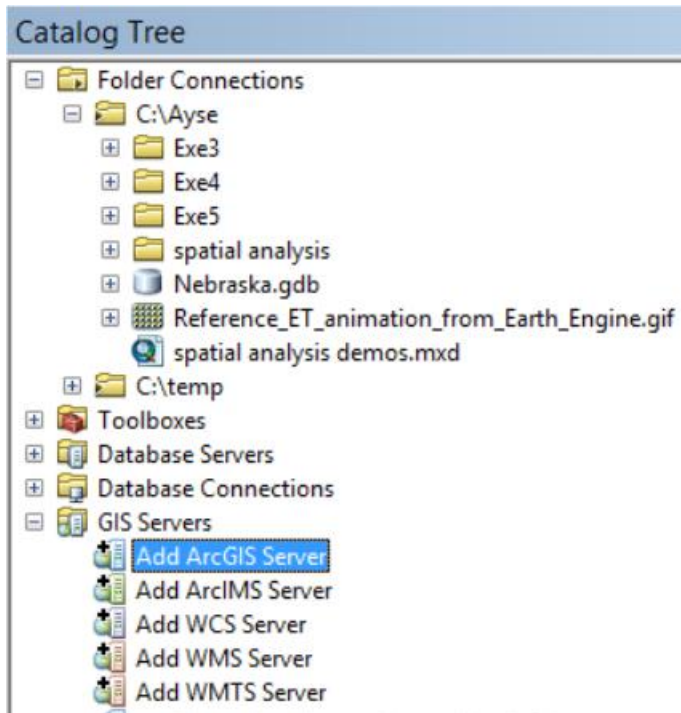 Catalog Tree
Folder Connections
C:\Ayse
Exe3
Exe4
Exe5
spatial analysis
Nebraska.gdb
Reference_ET_animation_from_Earth_Engine.gif
spatial analysis demos.mxd
C:\temp
Toolboxes
Database Servers
Database Connections
GIS Servers
Add ArcGIS Server
Add ArcIMS Server
Add WCS Server
Add WMS Server
Add WMTS Server